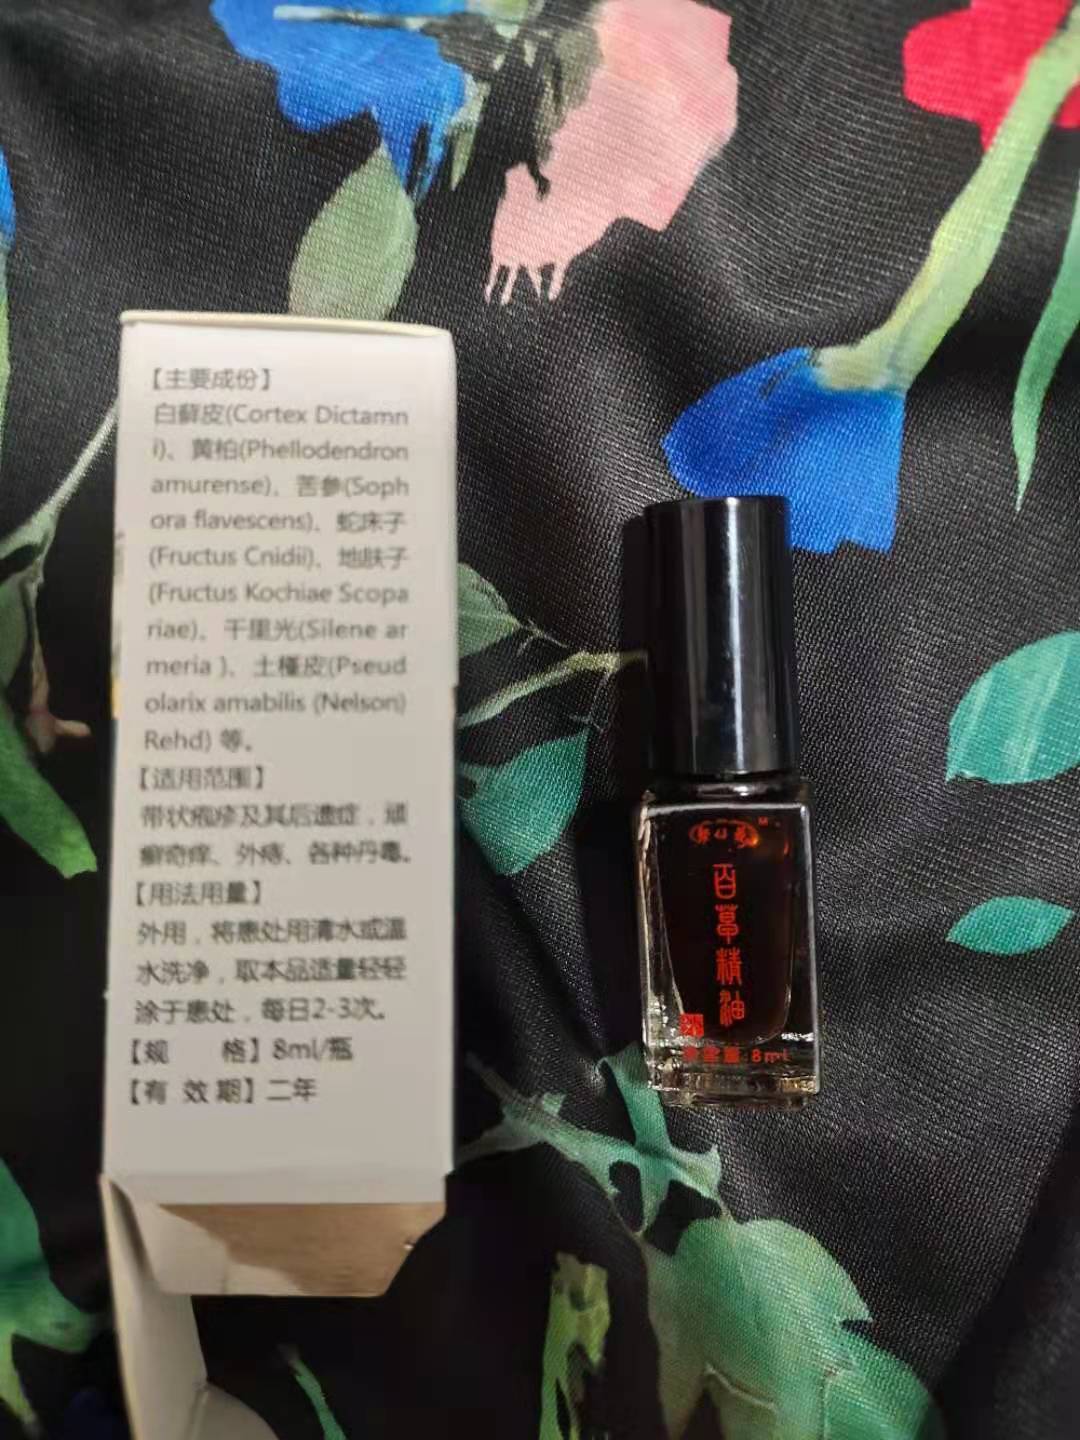 【主要成份】
白藓皮(Cortex Dictamn
i)、黄柏(Phellodendron
amurense)、苦参(Soph
ora flavescens)、蛇床子
(Fructus Cnidii)、地肤子
(Fructus Kochiae Scopa
riae)、千里光(Silene ar
meria )、土槿皮(Pseud
olarix amabilis (Nelson)
Rehd) 等。
【适用范围】
带状疱疹及其后遗症，顽
癣奇痒、外痔、各种丹毒。
【用法用量】
外用，将患处用清水或温
水洗净，取本品适量轻轻
涂于患处，每日2-3次。
【规 格】8ml/瓶
【有 效 期】二年
百草精油
净含量:8ml